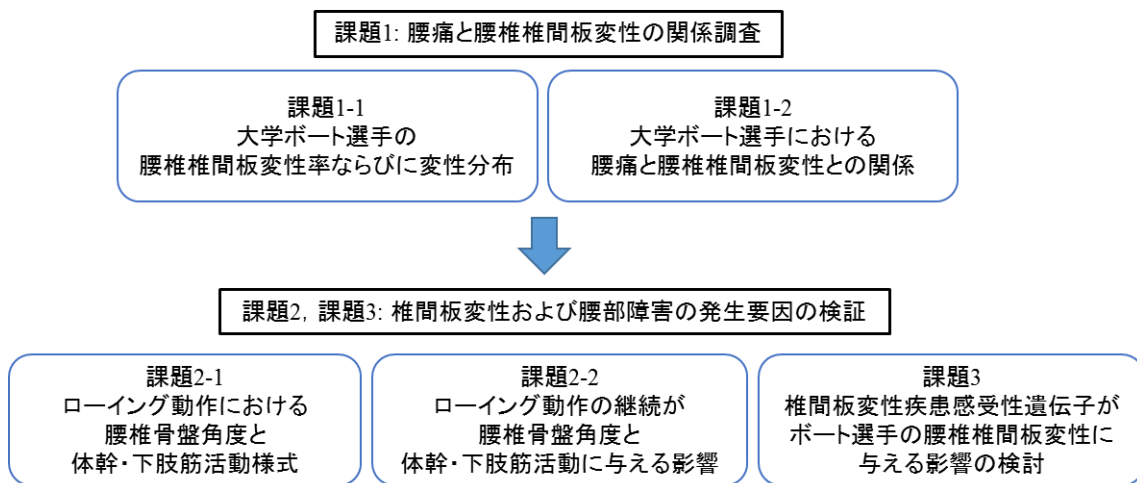 課題1: 腰痛と腰椎椎間板変性の関係調査
課題1-1
大学ボート選手の
腰椎椎間板変性率ならびに変性分布
課題1-2
大学ボート選手における
腰痛と腰椎椎間板変性との関係
課題2, 課題3: 椎間板変性および腰部障害の発生要因の検証
課題2-1
ローイング動作における
腰椎骨盤角度と
体幹・下肢筋活動様式
課題2-2
ローイング動作の継続が
腰椎骨盤角度と
体幹・下肢筋活動に与える影響
課題3
椎間板変性疾患感受性遺伝子が
ボート選手の腰椎椎間板変性に
与える影響の検討